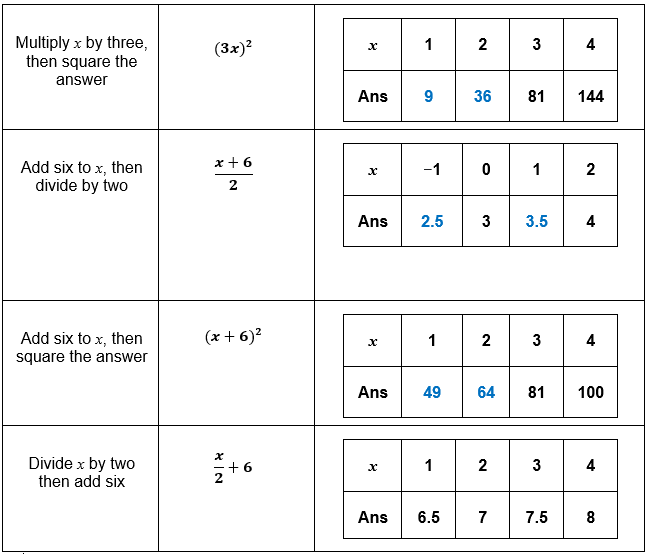 Multiply x by three,
then square the
answer
(3x)²
x 1 2 3 4
Ans 9 36 81 144
Add six to x, then
divide by two
x + 6
2
x −1 0 1 2
Ans 2.5 3 3.5 4
Add six to x, then
square the answer
(x + 6)²
x 1 2 3 4
Ans 49 64 81 100
Divide x by two
then add six
x/2 + 6
x 1 2 3 4
Ans 6.5 7 7.5 8